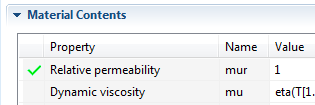 Material Contents
Property Name Value
Relative permeability mur 1
Dynamic viscosity mu eta(T[1.